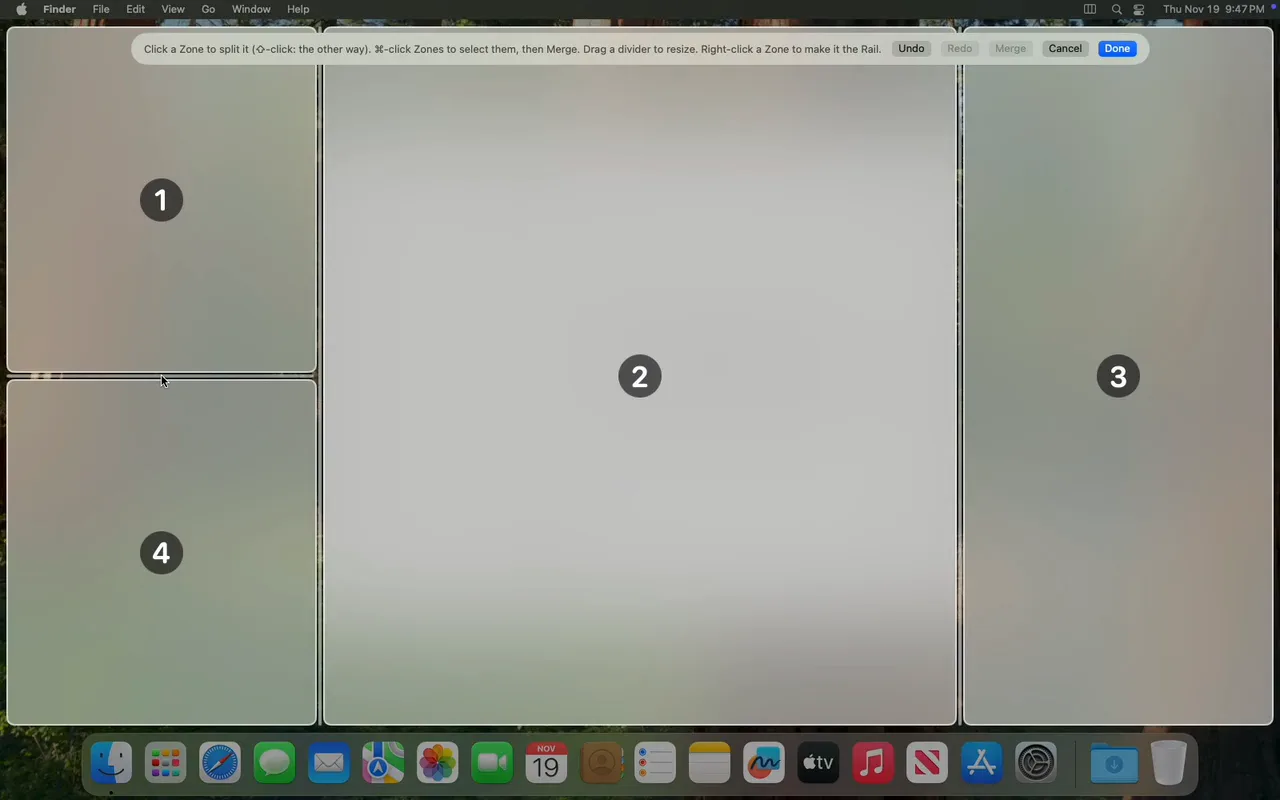 Finder File Edit View Go Window Help Thu Nov 19 9:47 PM
Click a Zone to split it (⇧-click: the other way). ⌘-click Zones to select them, then Merge. Drag a divider to resize. Right-click a Zone to make it the Rail. Undo Redo Merge Cancel Done
1
2
3
4
NOV
19
tv